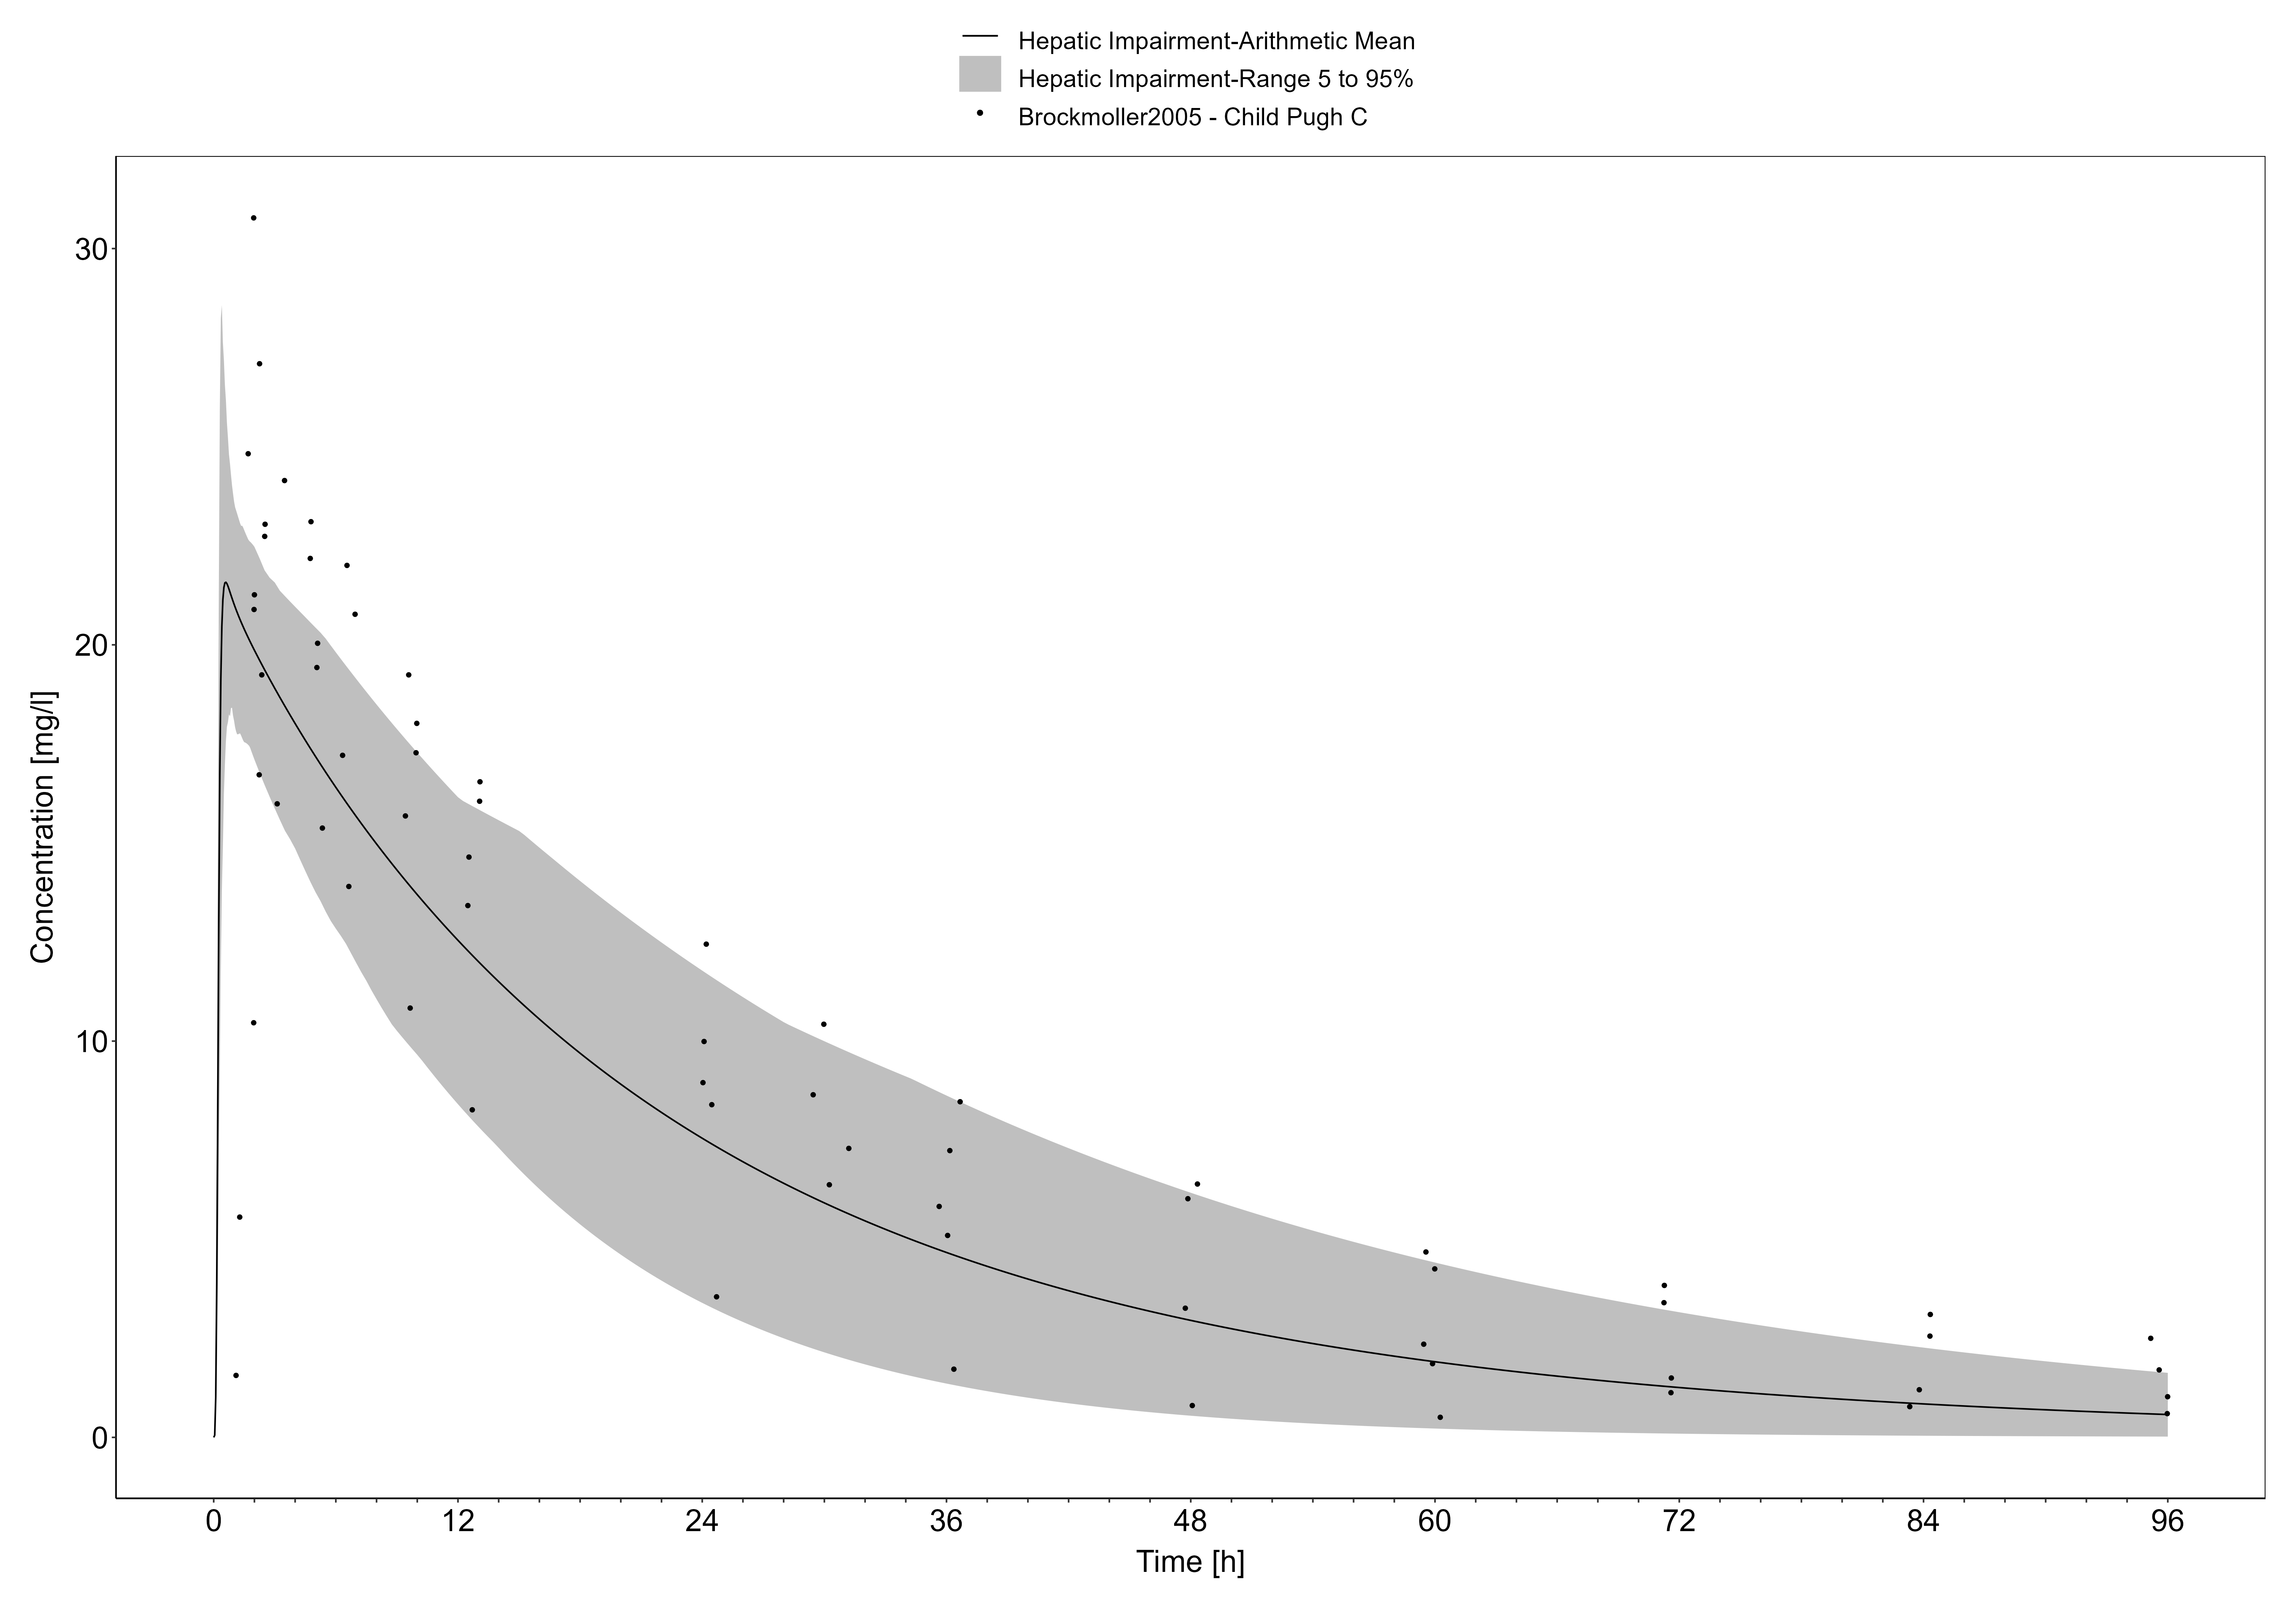 Hepatic Impairment-Arithmetic Mean
Hepatic Impairment-Range 5 to 95%
Brockmoller2005 - Child Pugh C
Concentration [mg/l]
30
20
10
0
0 12 24 36 48 60 72 84 96
Time [h]